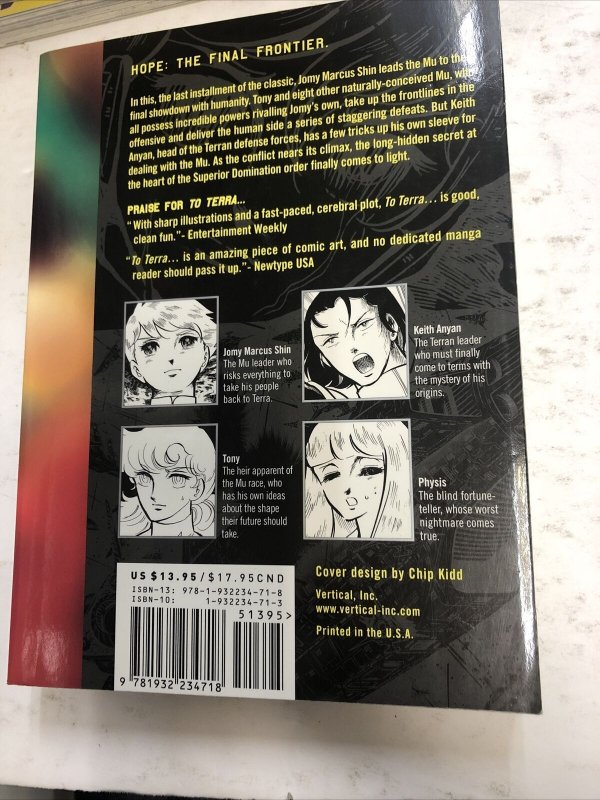 HOPE: THE FINAL FRONTIER.
In this, the last installment of the classic, Jomy Marcus Shin leads the Mu to the
final showdown with humanity. Tony and eight other naturally-conceived Mu, who
all possess incredible powers rivalling Jomy's own, take up the frontlines in the
offensive and deliver the human side a series of staggering defeats. But Keith
Anyan, head of the Terran defense forces, has a few tricks up his own sleeve for
dealing with the Mu. As the conflict nears its climax, the long-hidden secret at
the heart of the Superior Domination order finally comes to light.
PRAISE FOR TO TERRA...
"With sharp illustrations and a fast-paced, cerebral plot, To Terra... is good,
clean fun."- Entertainment Weekly
"To Terra... is an amazing piece of comic art, and no dedicated manga
reader should pass it up."- Newtype USA
Jomy Marcus Shin
The Mu leader who
risks everything to
take his people
back to Terra.
Keith Anyan
The Terran leader
who must finally
come to terms with
the mystery of his
origins.
Tony
The heir apparent of
the Mu race, who
has his own ideas
about the shape
their future should
take.
Physis
The blind fortune-
teller, whose worst
nightmare comes
true.
US $13.95/$17.95CND
ISBN-13: 978-1-932234-71-8
ISBN-10: 1-932234-71-3
51395>
9 781932 234718
Cover design by Chip Kidd
Vertical, Inc.
www.vertical-inc.com
Printed in the U.S.A.